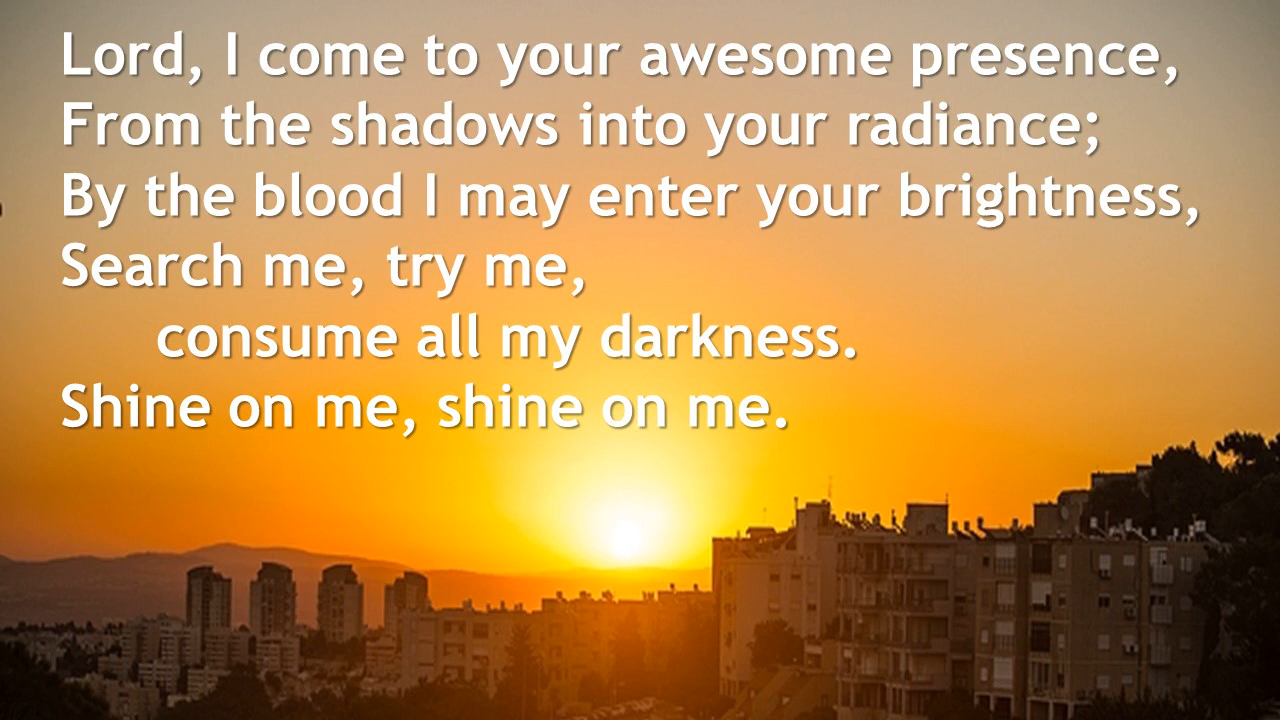 Lord, I come to your awesome presence,
From the shadows into your radiance;
By the blood I may enter your brightness,
Search me, try me,
consume all my darkness.
Shine on me, shine on me.